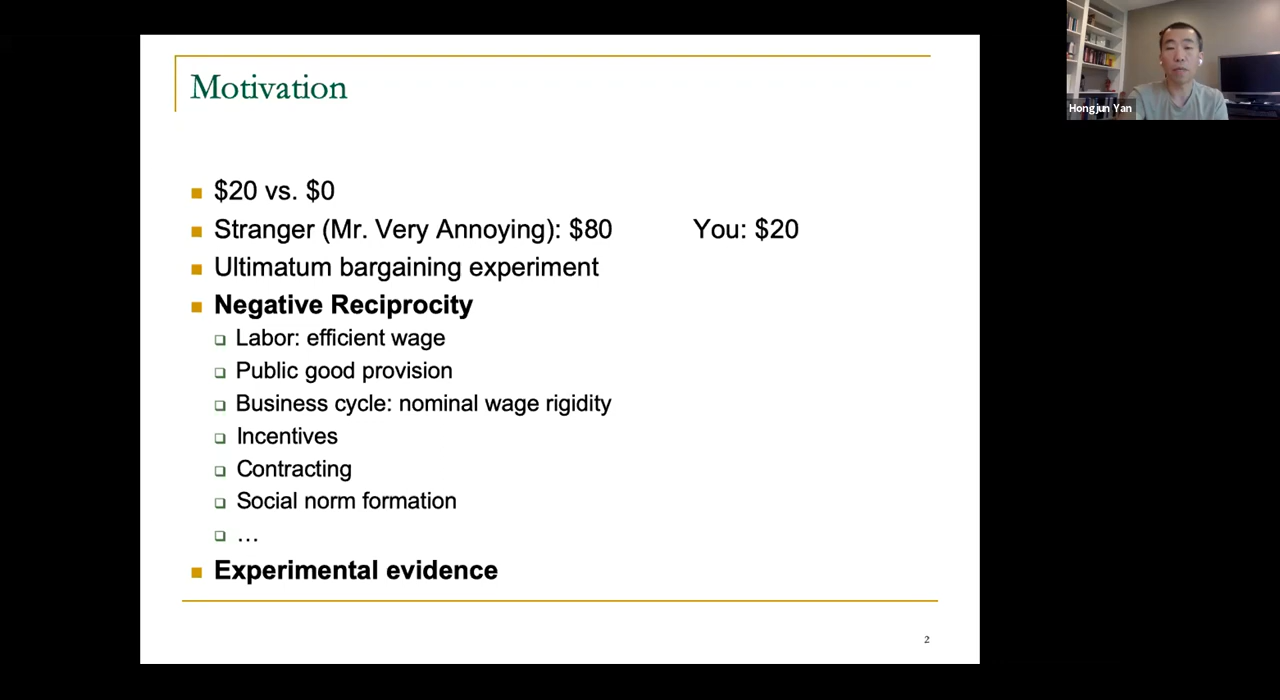 Motivation
$20 vs. $0
Stranger (Mr. Very Annoying): $80 You: $20
Ultimatum bargaining experiment
Negative Reciprocity
Labor: efficient wage
Public good provision
Business cycle: nominal wage rigidity
Incentives
Contracting
Social norm formation
…
Experimental evidence
2
Hongjun Yan